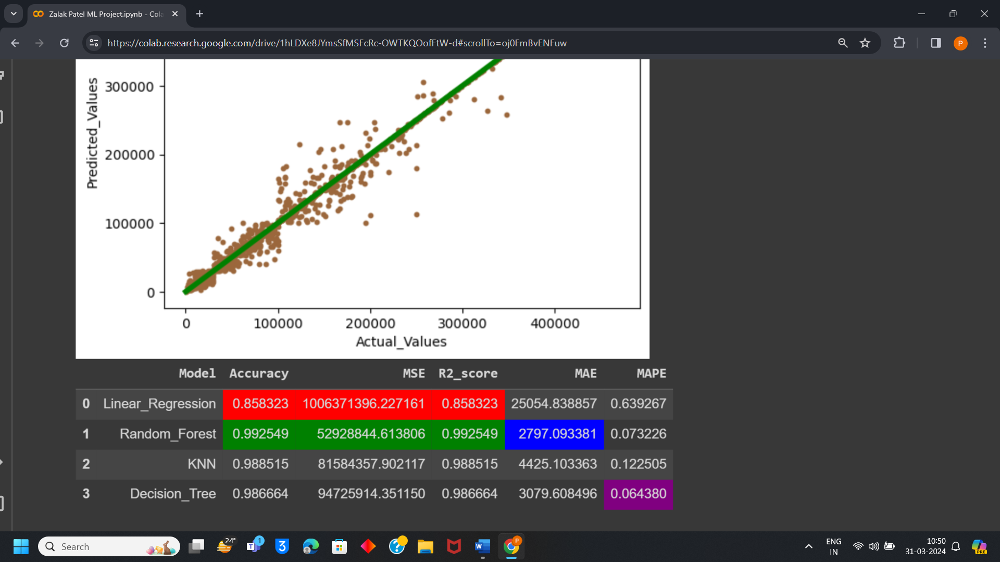 Zalak Patel ML Project.ipynb - Cola
https://colab.research.google.com/drive/1hLDXe8JYmsSfMSFcRc-OWTKQOofFtW-d#scrollTo=oj0FmBvENFuw
P
Predicted_Values
300000
200000
100000
0
0 100000 200000 300000 400000
Actual_Values
Model Accuracy MSE R2_score MAE MAPE
0 Linear_Regression 0.858323 1006371396.227161 0.858323 25054.838857 0.639267
1 Random_Forest 0.992549 52928844.613806 0.992549 2797.093381 0.073226
2 KNN 0.988515 81584357.902117 0.988515 4425.103363 0.122505
3 Decision_Tree 0.986664 94725914.351150 0.986664 3079.608496 0.064380
Search
24°
T 1
3
?
W
P
ENG
IN
10:50
31-03-2024
PRE